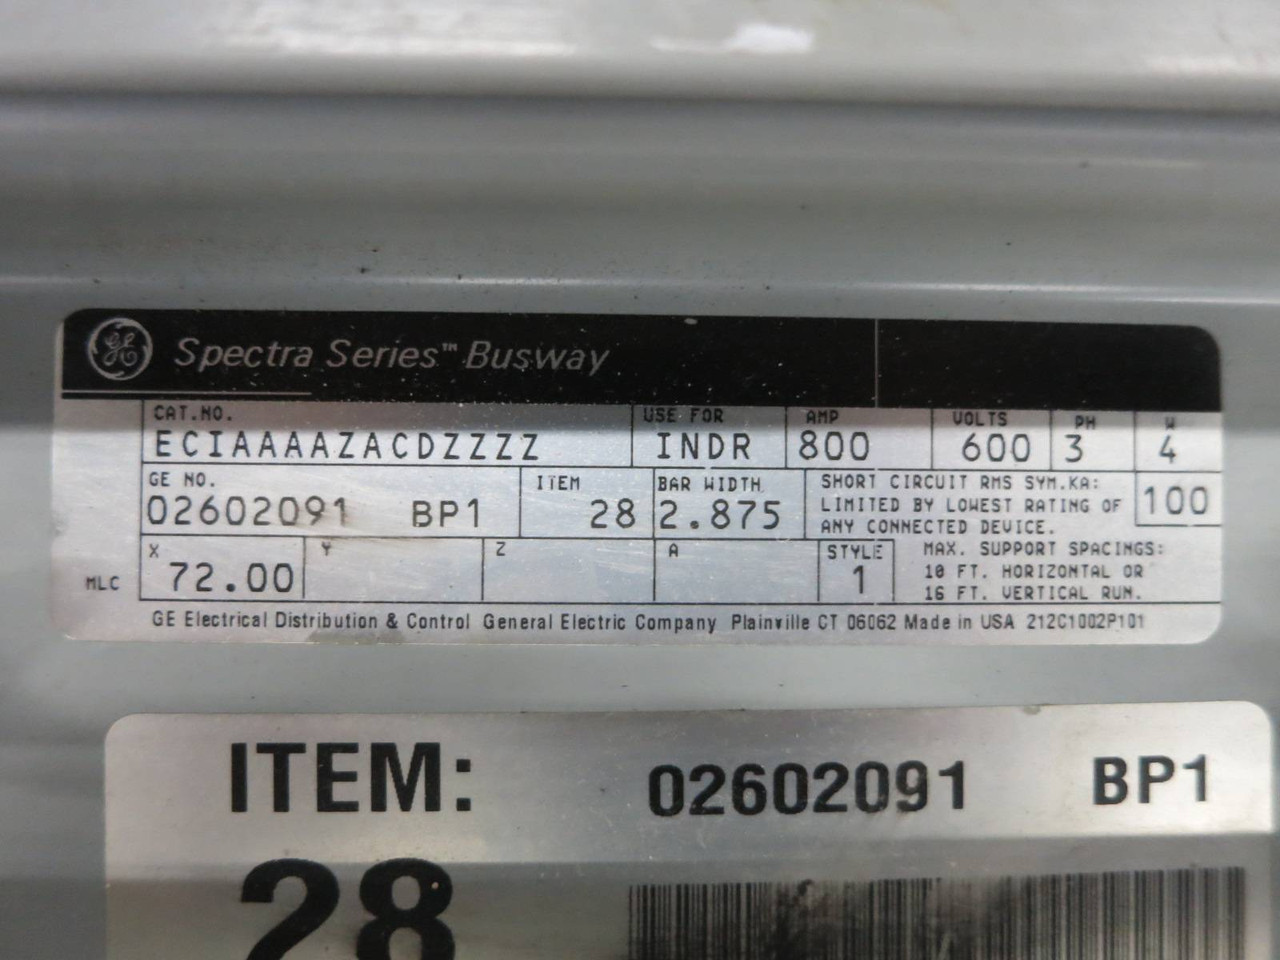 GE Spectra Series™ Busway
CAT.NO. USE FOR AMP VOLTS PH W
ECIAAAAZACDZZZZ INDR 800 600 3 4
GE NO. ITEM BAR WIDTH SHORT CIRCUIT RMS SYM.KA:
02602091 BP1 28 2.875 LIMITED BY LOWEST RATING OF 100
ANY CONNECTED DEVICE.
X Y Z A STYLE MAX. SUPPORT SPACINGS:
MLC 72.00 1 10 FT. HORIZONTAL OR
16 FT. VERTICAL RUN.
GE Electrical Distribution & Control General Electric Company Plainville CT 06062 Made in USA 212C1002P101
ITEM: 02602091 BP1
28